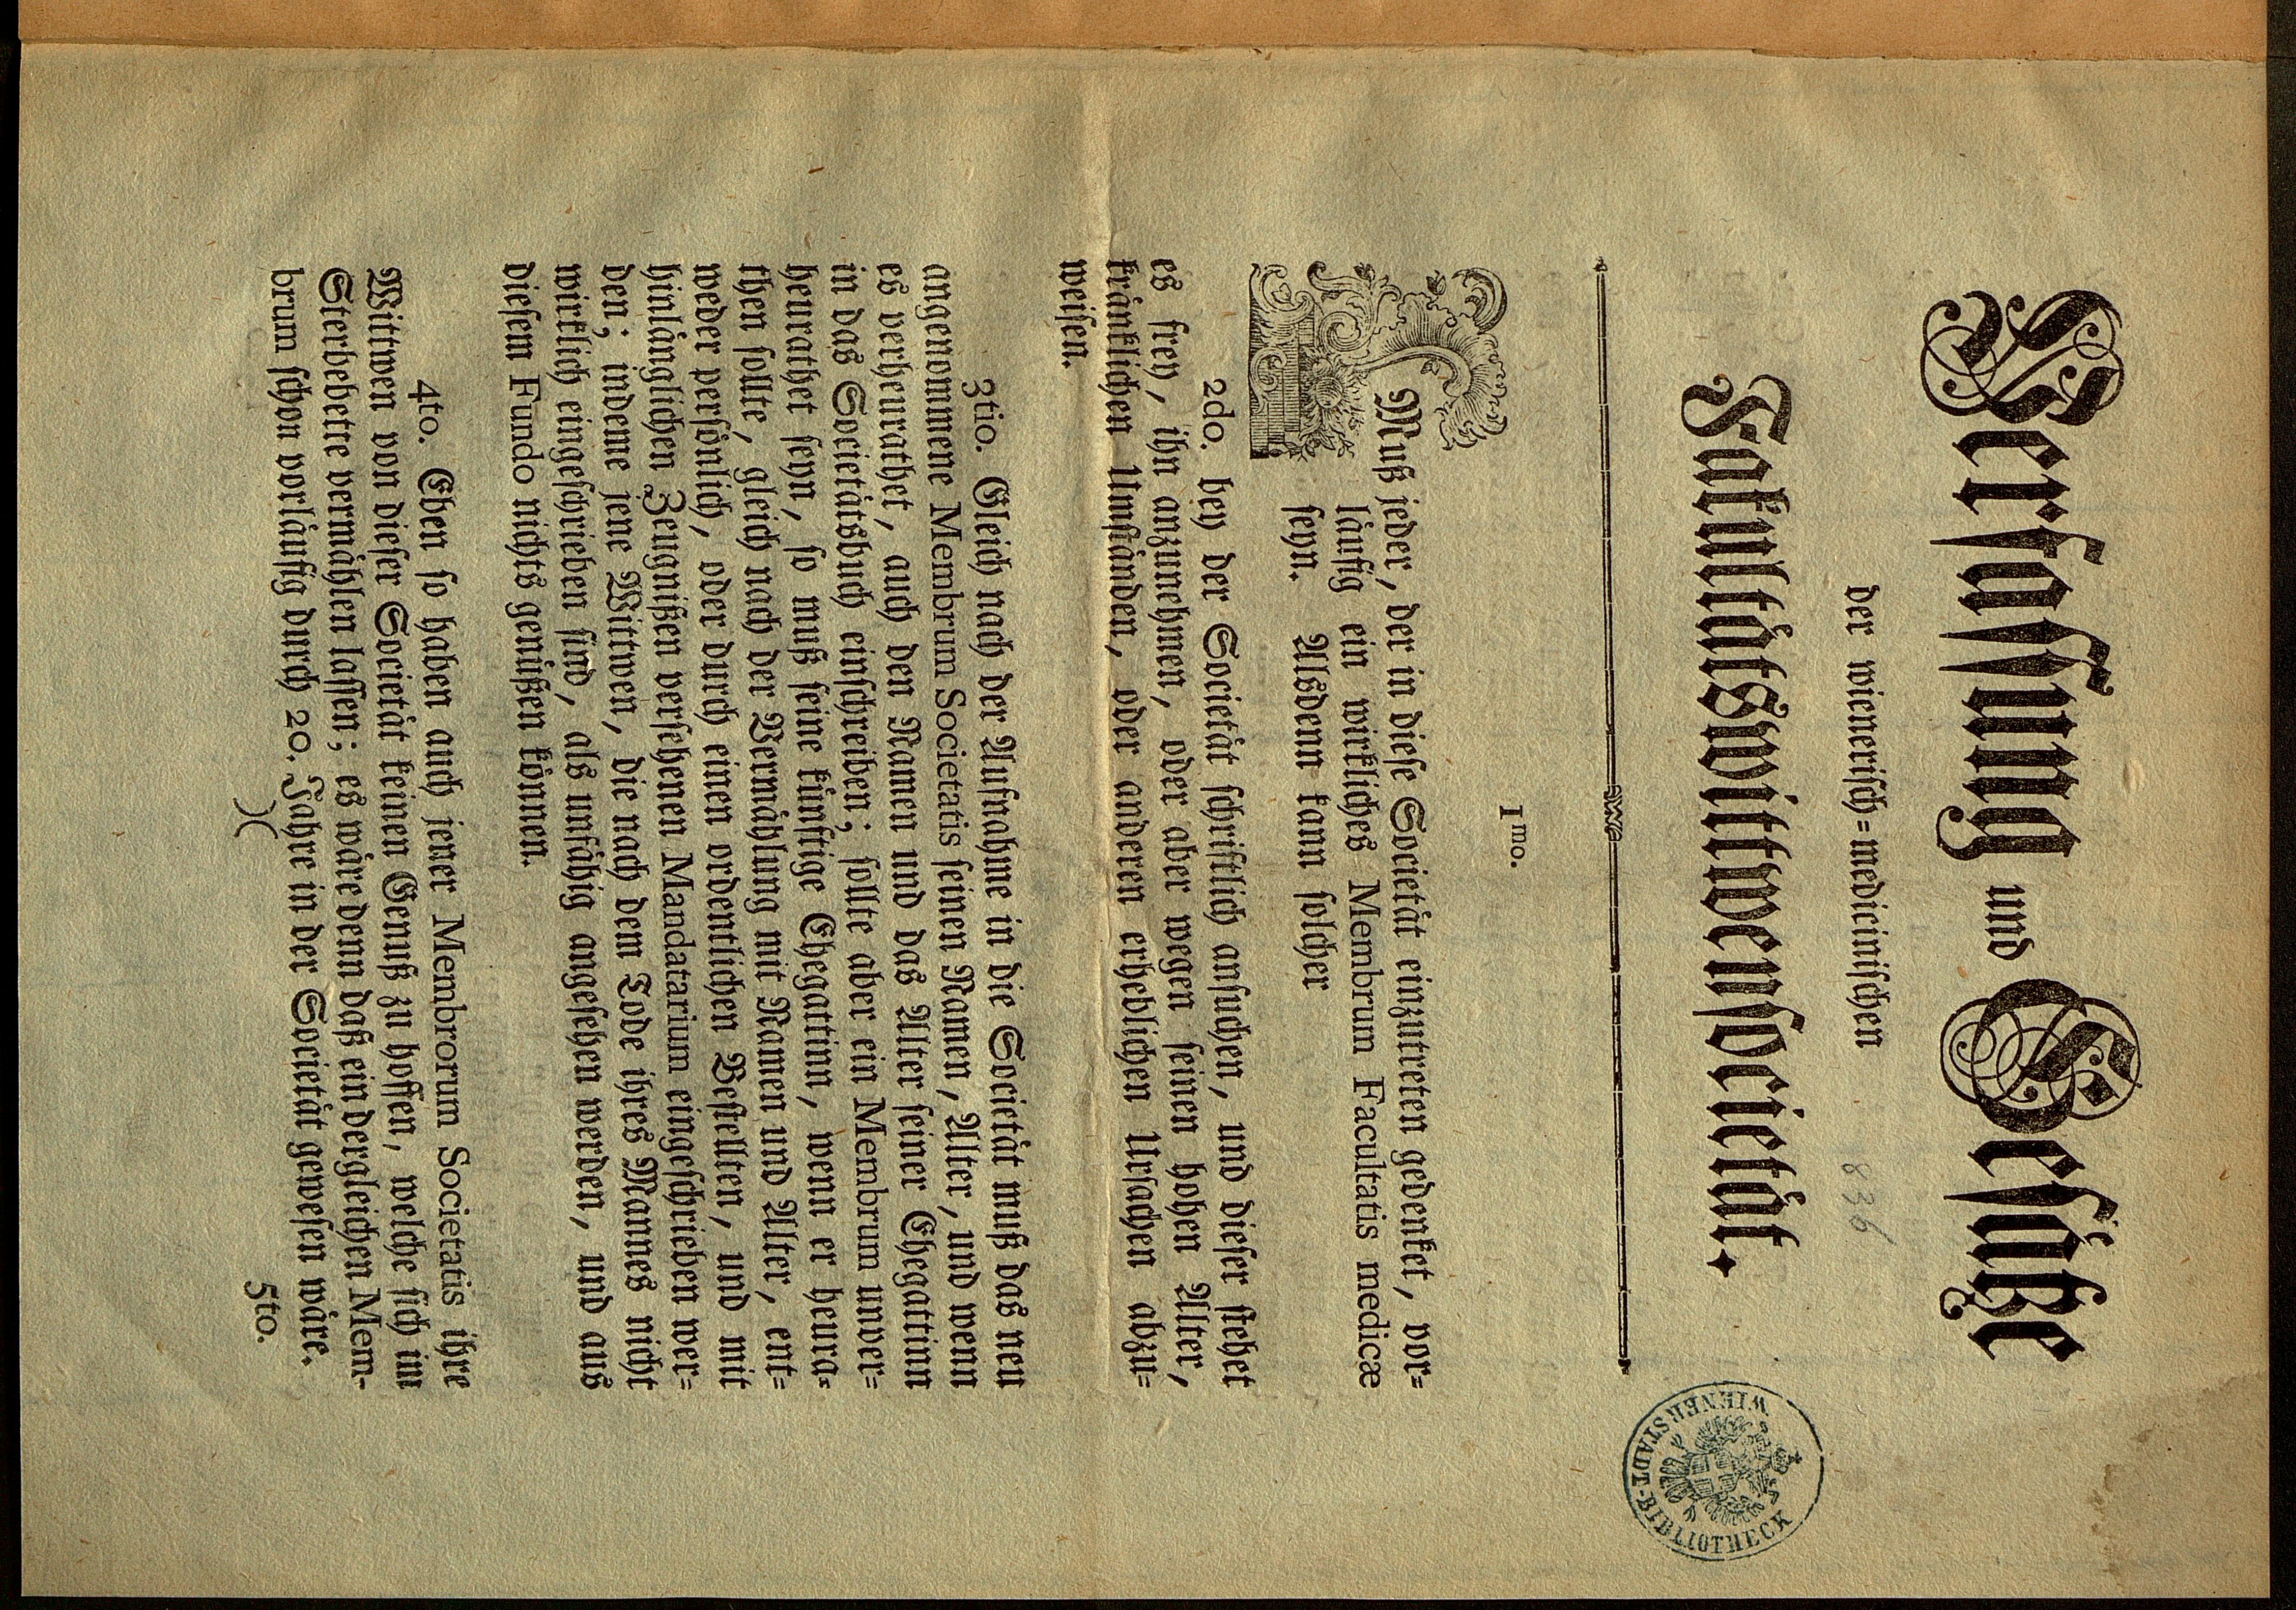 Verfaſſung und Geſätze
der wieneriſch-mediciniſchen
Fakultätswittwenſocietät.
836
WIENER STADT-BIBLIOTHECK
1mo.
Muß jeder, der in dieſe Societät einzutreten gedenket, vor-
läuffig ein wirkliches Membrum Facultatis medicæ
ſeyn. Alsdenn kann ſolcher
2do. bey der Societät ſchriftlich anſuchen, und dieſer ſtehet
es frey, ihn anzunehmen, oder aber wegen ſeinen hohen Alter,
kränklichen Umſtänden, oder anderen erheblichen Urſachen abzu-
weiſen.
3tio. Gleich nach der Aufnahme in die Societät muß das neu
angenommene Membrum Societatis ſeinen Namen, Alter, und wenn
es verheurathet, auch den Namen und das Alter ſeiner Ehegattinn
in das Societätsbuch einſchreiben; ſollte aber ein Membrum unver-
heurathet ſeyn, ſo muß ſeine künftige Ehegattinn, wenn er heura-
then ſollte, gleich nach der Vermählung mit Namen und Alter, ent-
weder perſönlich, oder durch einen ordentlichen Beſtellten, und mit
hinlänglichen Zeugnißen verſehenen Mandatarium eingeſchrieben wer-
den; indeme jene Wittwen, die nach dem Tode ihres Mannes nicht
wirklich eingeſchrieben ſind, als unfähig angeſehen werden, und aus
dieſem Fundo nichts genüßen können.
4to. Eben ſo haben auch jener Membrorum Societatis ihre
Wittwen von dieſer Societät keinen Genuß zu hoffen, welche ſich im
Sterbebette vermählen laſſen; es wäre denn daß ein dergleichen Mem-
brum ſchon vorläuffig durch 20. Jahre in der Societät geweſen wäre.
)( 5to.